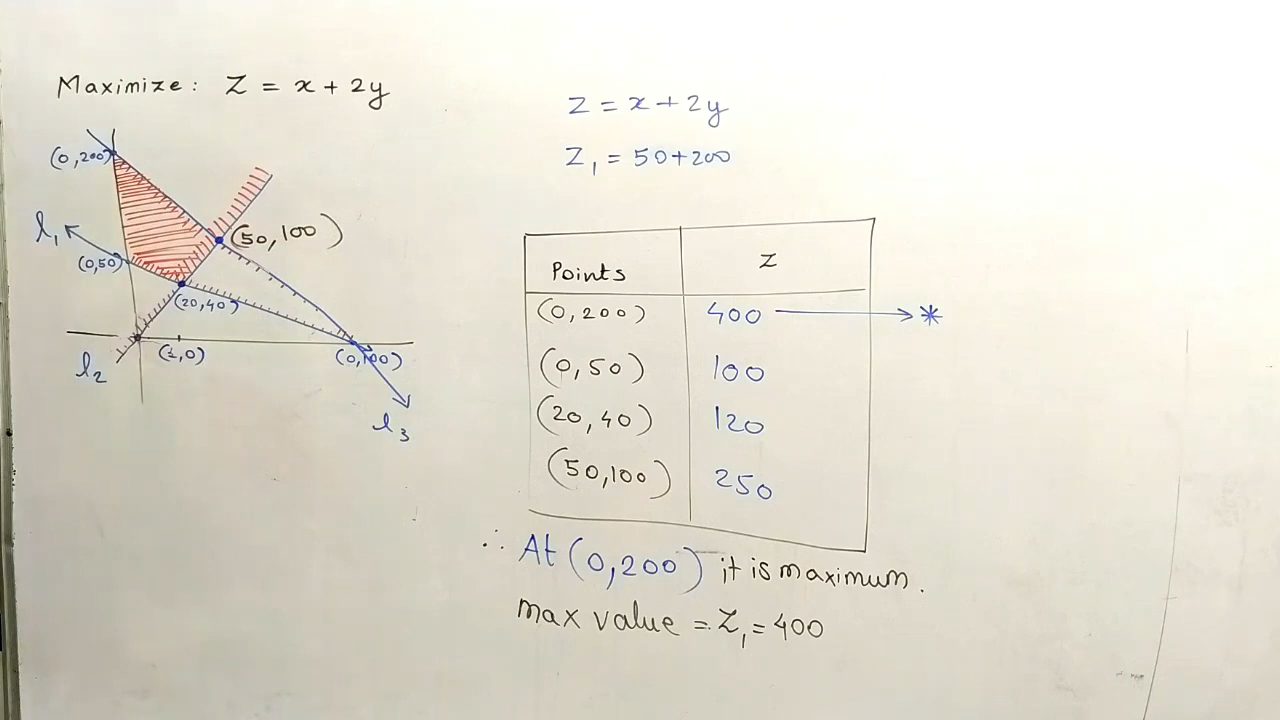 Maximize: Z = x + 2y
(0,200)
l₁
(50,100)
(0,50)
(20,40)
(1,0)
(0,100)
l₂
l₃
Z = x + 2y
Z₁ = 50+200
Points Z
(0,200) 400 → *
(0,50) 100
(20,40) 120
(50,100) 250
∴ At (0,200) it is maximum.
max value = Z₁ = 400